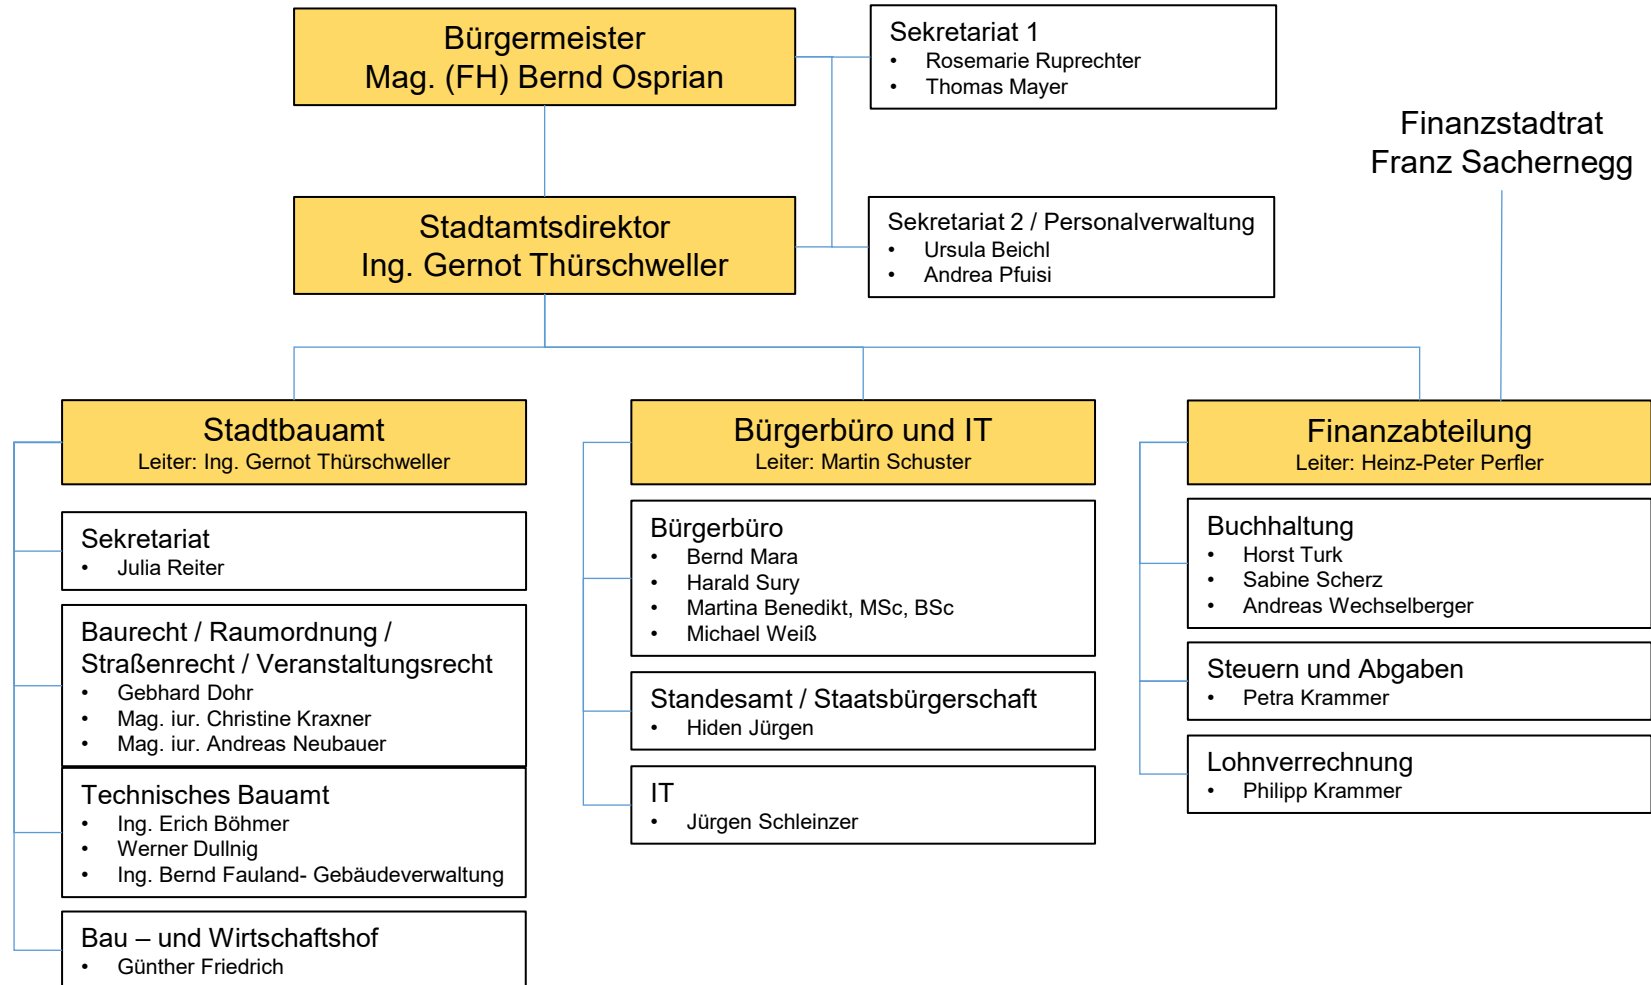 Bürgermeister
Mag. (FH) Bernd Osprian
Sekretariat 1
• Rosemarie Ruprechter
• Thomas Mayer
Finanzstadtrat
Franz Sachernegg
Stadtamtsdirektor
Ing. Gernot Thürschweller
Sekretariat 2 / Personalverwaltung
• Ursula Beichl
• Andrea Pfuisi
Stadtbauamt
Leiter: Ing. Gernot Thürschweller
Sekretariat
• Julia Reiter
Baurecht / Raumordnung /
Straßenrecht / Veranstaltungsrecht
• Gebhard Dohr
• Mag. iur. Christine Kraxner
• Mag. iur. Andreas Neubauer
Technisches Bauamt
• Ing. Erich Böhmer
• Werner Dullnig
• Ing. Bernd Fauland- Gebäudeverwaltung
Bau – und Wirtschaftshof
• Günther Friedrich
Bürgerbüro und IT
Leiter: Martin Schuster
Bürgerbüro
• Bernd Mara
• Harald Sury
• Martina Benedikt, MSc, BSc
• Michael Weiß
Standesamt / Staatsbürgerschaft
• Hiden Jürgen
IT
• Jürgen Schleinzer
Finanzabteilung
Leiter: Heinz-Peter Perfler
Buchhaltung
• Horst Turk
• Sabine Scherz
• Andreas Wechselberger
Steuern und Abgaben
• Petra Krammer
Lohnverrechnung
• Philipp Krammer